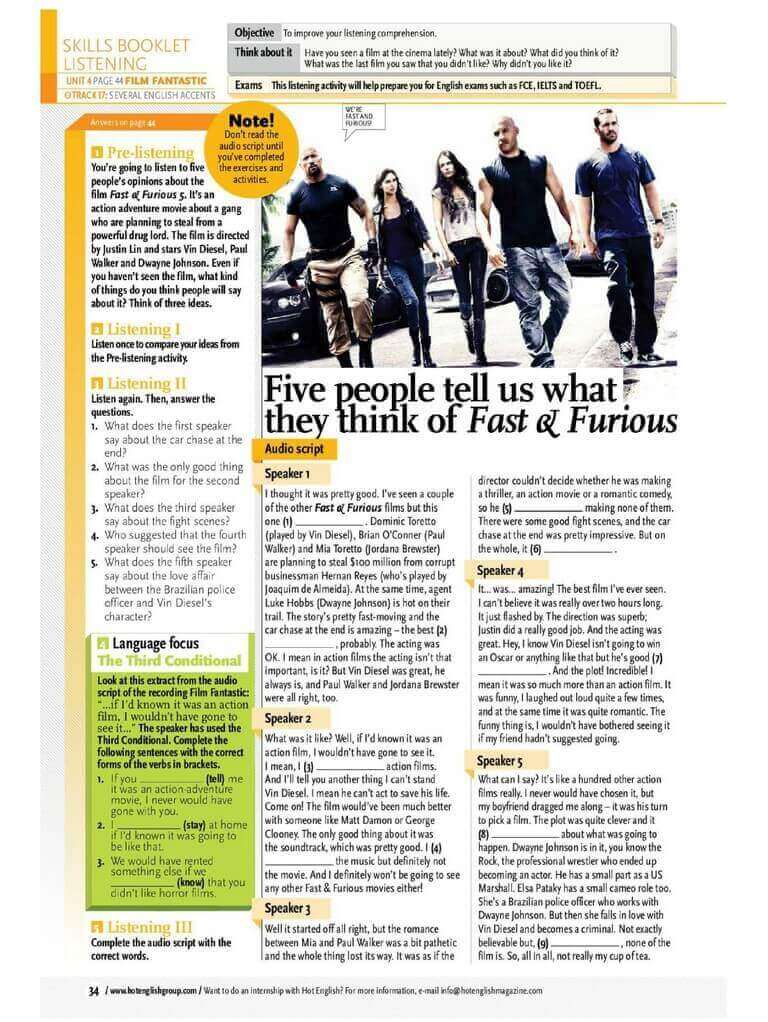 SKILLS BOOKLET
LISTENING
UNIT 4 PAGE 44 FILM FANTASTIC
TRACK 17: SEVERAL ENGLISH ACCENTS
Objective To improve your listening comprehension.
Think about it Have you seen a film at the cinema lately? What was it about? What did you think of it?
What was the last film you saw that you didn't like? Why didn't you like it?
Exams This listening activity will help prepare you for English exams such as FCE, IELTS and TOEFL.
Answers on page 44
Note!
Don't read the
audio script until
you've completed
the exercises and
activities.
WE'RE
FAST AND
FURIOUS!
1 Pre-listening
You're going to listen to five
people's opinions about the
film Fast & Furious 5. It's an
action adventure movie about a gang
who are planning to steal from a
powerful drug lord. The film is directed
by Justin Lin and stars Vin Diesel, Paul
Walker and Dwayne Johnson. Even if
you haven't seen the film, what kind
of things do you think people will say
about it? Think of three ideas.
2 Listening I
Listen once to compare your ideas from
the Pre-listening activity.
3 Listening II
Listen again. Then, answer the
questions.
1. What does the first speaker
say about the car chase at the
end?
2. What was the only good thing
about the film for the second
speaker?
3. What does the third speaker
say about the fight scenes?
4. Who suggested that the fourth
speaker should see the film?
5. What does the fifth speaker
say about the love affair
between the Brazilian police
officer and Vin Diesel's
character?
4 Language focus
The Third Conditional
Look at this extract from the audio
script of the recording Film Fantastic:
"...if I'd known it was an action
film, I wouldn't have gone to
see it..." The speaker has used the
Third Conditional. Complete the
following sentences with the correct
forms of the verbs in brackets.
1. If you __________ (tell) me
it was an action-adventure
movie, I never would have
gone with you.
2. I __________ (stay) at home
if I'd known it was going to
be like that.
3. We would have rented
something else if we
__________ (know) that you
didn't like horror films.
5 Listening III
Complete the audio script with the
correct words.
Five people tell us what
they think of Fast & Furious
Audio script
Speaker 1
I thought it was pretty good. I've seen a couple
of the other Fast & Furious films but this
one (1) __________ . Dominic Toretto
(played by Vin Diesel), Brian O'Conner (Paul
Walker) and Mia Toretto (Jordana Brewster)
are planning to steal $100 million from corrupt
businessman Hernan Reyes (who's played by
Joaquim de Almeida). At the same time, agent
Luke Hobbs (Dwayne Johnson) is hot on their
trail. The story's pretty fast-moving and the
car chase at the end is amazing – the best (2)
__________ , probably. The acting was
OK. I mean in action films the acting isn't that
important, is it? But Vin Diesel was great, he
always is, and Paul Walker and Jordana Brewster
were all right, too.
Speaker 2
What was it like? Well, if I'd known it was an
action film, I wouldn't have gone to see it.
I mean, I (3) __________ action films.
And I'll tell you another thing I can't stand
Vin Diesel. I mean he can't act to save his life.
Come on! The film would've been much better
with someone like Matt Damon or George
Clooney. The only good thing about it was
the soundtrack, which was pretty good. I (4)
__________ the music but definitely not
the movie. And I definitely won't be going to see
any other Fast & Furious movies either!
Speaker 3
Well it started off all right, but the romance
between Mia and Paul Walker was a bit pathetic
and the whole thing lost its way. It was as if the
director couldn't decide whether he was making
a thriller, an action movie or a romantic comedy,
so he (5) __________ making none of them.
There were some good fight scenes, and the car
chase at the end was pretty impressive. But on
the whole, it (6) __________ .
Speaker 4
It... was... amazing! The best film I've ever seen.
I can't believe it was really over two hours long.
It just flashed by. The direction was superb;
Justin did a really good job. And the acting was
great. Hey, I know Vin Diesel isn't going to win
an Oscar or anything like that but he's good (7)
__________ . And the plot! Incredible! I
mean it was so much more than an action film. It
was funny, I laughed out loud quite a few times,
and at the same time it was quite romantic. The
funny thing is, I wouldn't have bothered seeing it
if my friend hadn't suggested going.
Speaker 5
What can I say? It's like a hundred other action
films really. I never would have chosen it, but
my boyfriend dragged me along – it was his turn
to pick a film. The plot was quite clever and it
(8) __________ about what was going to
happen. Dwayne Johnson is in it, you know the
Rock, the professional wrestler who ended up
becoming an actor. He has a small part as a US
Marshall. Elsa Pataky has a small cameo role too.
She's a Brazilian police officer who works with
Dwayne Johnson. But then she falls in love with
Vin Diesel and becomes a criminal. Not exactly
believable but, (9) __________ , none of the
film is. So, all in all, not really my cup of tea.
34 / www.hotenglishgroup.com / Want to do an internship with Hot English? For more information, e-mail info@hotenglishmagazine.com